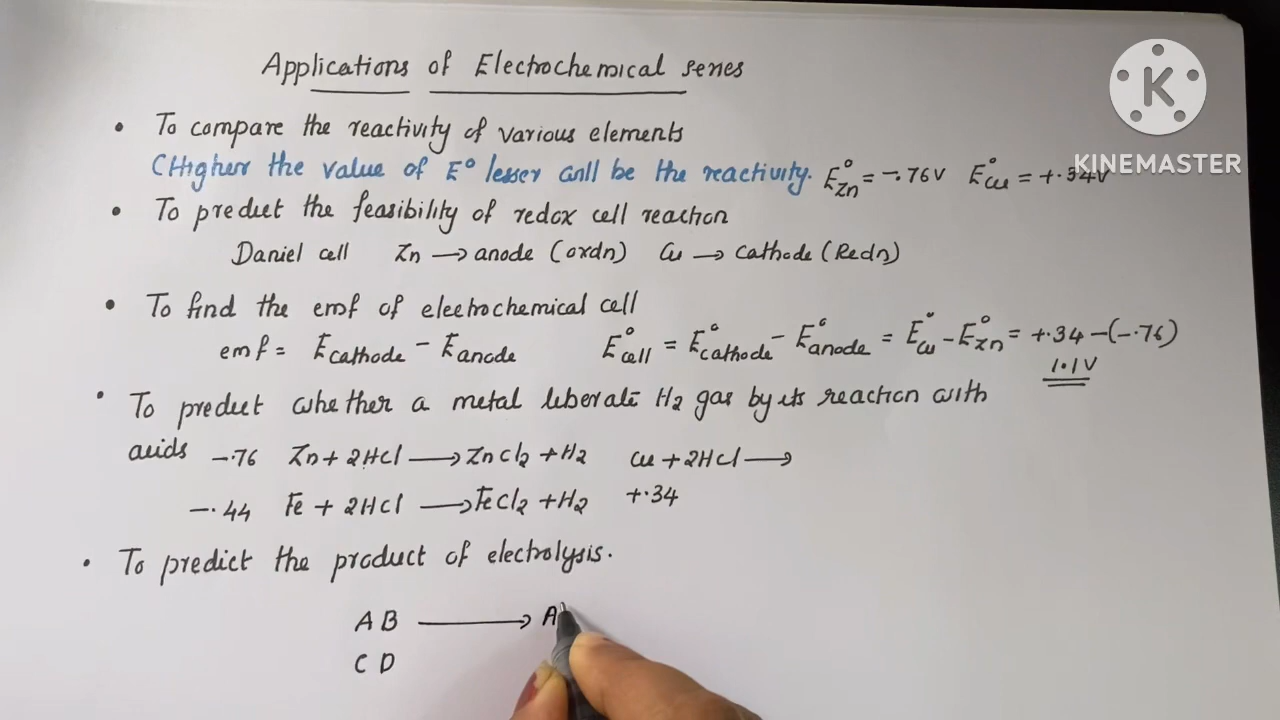 Applications of Electrochemical series
• To compare the reactivity of various elements
(Higher the value of E° lesser will be the reactivity. E°Zn = -.76V E°Cu = +.34V
• To predict the feasibility of redox cell reaction
Daniel cell Zn → anode (oxdn) Cu → cathode (Redn)
• To find the emf of electrochemical cell
emf = Ecathode - Eanode E°cell = E°cathode - E°anode = E°Cu - E°Zn = +.34 - (-.76)
1.1V
• To predict whether a metal liberate H2 gas by its reaction with
acids -.76 Zn + 2HCl → ZnCl2 + H2 Cu + 2HCl →
-.44 Fe + 2HCl → FeCl2 + H2 +.34
• To predict the product of electrolysis.
AB → A
CD
K
KINEMASTER